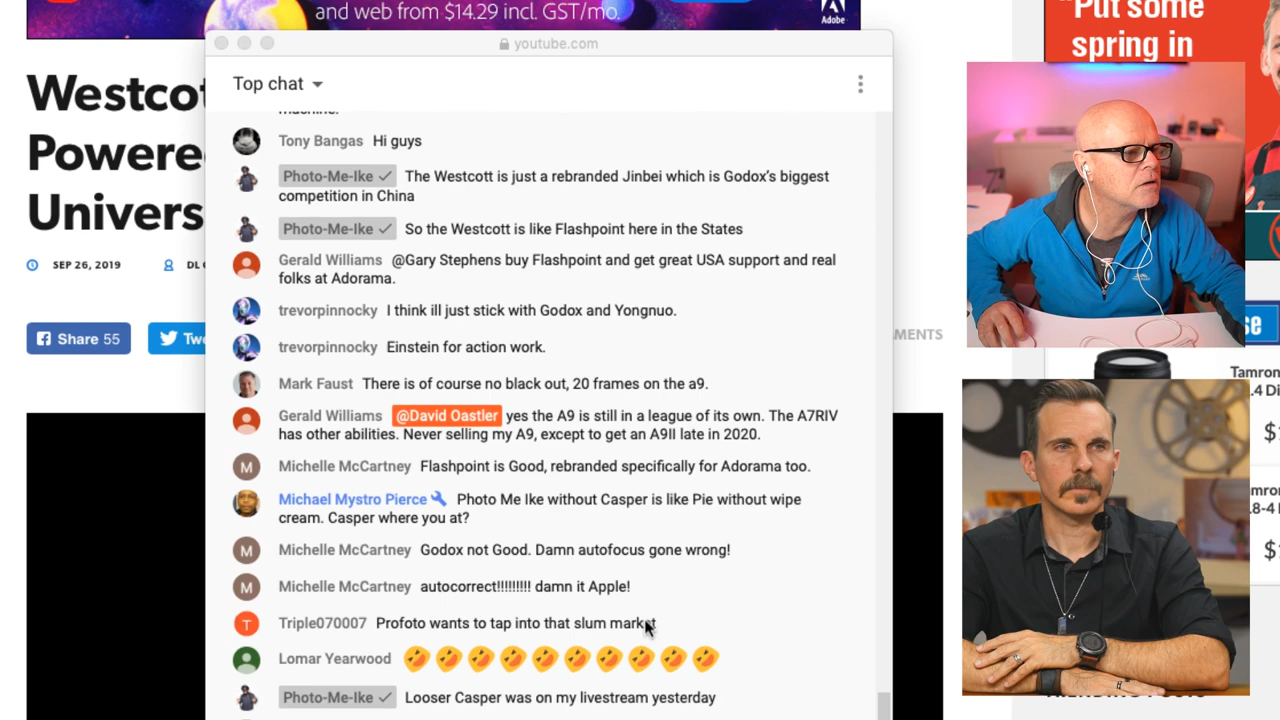 and web from $14.29 incl. GST/mo.
Adobe
"Put some
spring in
youtube.com
Top chat
Westcot
Powere
Univers
SEP 26, 2019
DL
Share 55
Twe
MENTS
machine.
Tony Bangas Hi guys
Photo-Me-Ike The Westcott is just a rebranded Jinbei which is Godox's biggest
competition in China
Photo-Me-Ike So the Westcott is like Flashpoint here in the States
Gerald Williams @Gary Stephens buy Flashpoint and get great USA support and real
folks at Adorama.
trevorpinnocky I think ill just stick with Godox and Yongnuo.
trevorpinnocky Einstein for action work.
Mark Faust There is of course no black out, 20 frames on the a9.
Gerald Williams @David Oastler yes the A9 is still in a league of its own. The A7RIV
has other abilities. Never selling my A9, except to get an A9II late in 2020.
M Michelle McCartney Flashpoint is Good, rebranded specifically for Adorama too.
Michael Mystro Pierce Photo Me Ike without Casper is like Pie without wipe
cream. Casper where you at?
M Michelle McCartney Godox not Good. Damn autofocus gone wrong!
M Michelle McCartney autocorrect!!!!!!!!! damn it Apple!
T Triple070007 Profoto wants to tap into that slum market
Lomar Yearwood 🤣🤣🤣🤣🤣🤣🤣🤣🤣🤣
Photo-Me-Ike Looser Casper was on my livestream yesterday
se
Tamron
.4 Di
$
mron
.8-4 D
$